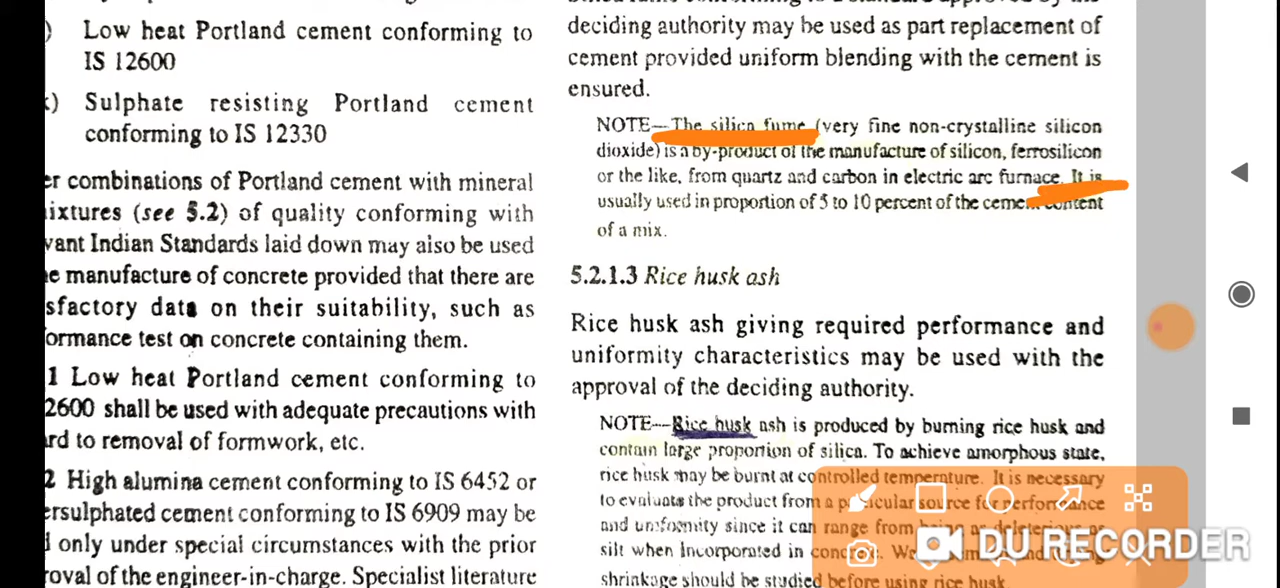 ) Low heat Portland cement conforming to
IS 12600
:) Sulphate resisting Portland cement
conforming to IS 12330
er combinations of Portland cement with mineral
ixtures (see 5.2) of quality conforming with
vant Indian Standards laid down may also be used
e manufacture of concrete provided that there are
sfactory data on their suitability, such as
ormance test on concrete containing them.
1 Low heat Portland cement conforming to
2600 shall be used with adequate precautions with
ard to removal of formwork, etc.
2 High alumina cement conforming to IS 6452 or
ersulphated cement conforming to IS 6909 may be
l only under special circumstances with the prior
roval of the engineer-in-charge. Specialist literature
deciding authority may be used as part replacement of
cement provided uniform blending with the cement is
ensured.
NOTE—The silica fume (very fine non-crystalline silicon
dioxide) is a by-product of the manufacture of silicon, ferrosilicon
or the like, from quartz and carbon in electric arc furnace. It is
usually used in proportion of 5 to 10 percent of the cement content
of a mix.
5.2.1.3 Rice husk ash
Rice husk ash giving required performance and
uniformity characteristics may be used with the
approval of the deciding authority.
NOTE—Rice husk ash is produced by burning rice husk and
contain large proportion of silica. To achieve amorphous state,
rice husk may be burnt at controlled temperature. It is necessary
to evaluate the product from a particular source for performance
and uniformity since it can range from being as deleterious as
silt when incorporated in concrete.
shrinkage should be studied before using rice husk.
DU RECORDER